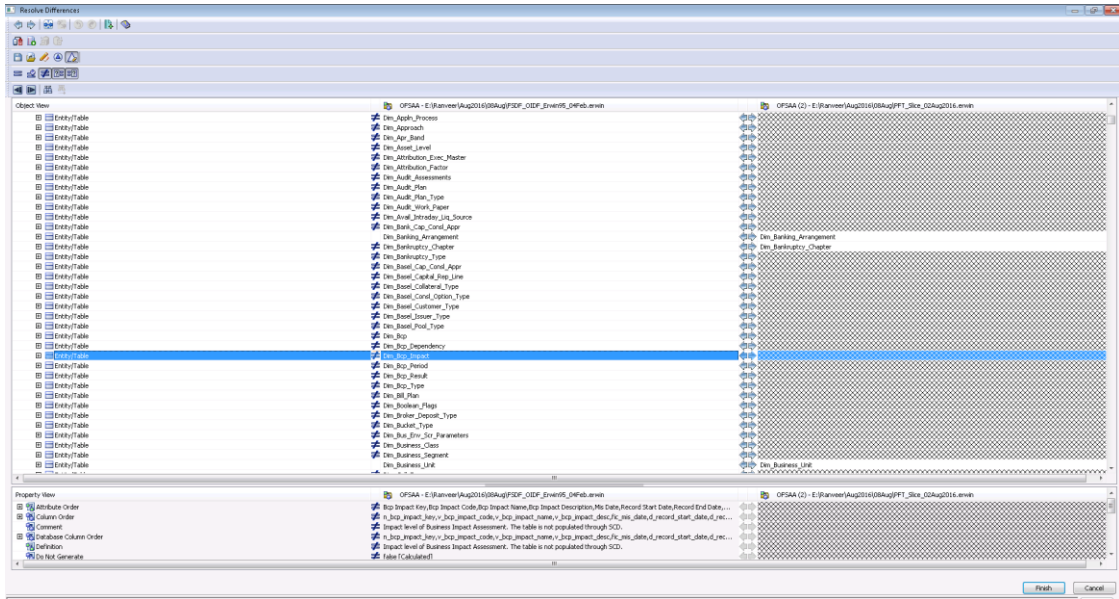 Resolve Differences
Object View OFSAA - E:\Ranveer\Aug2016\08Aug\FSDF_OIDF_Erwin95_04Feb.erwin OFSAA (2) - E:\Ranveer\Aug2016\08Aug\PFT_Slice_02Aug2016.erwin
Entity/Table Dim_Appln_Process
Entity/Table Dim_Approach
Entity/Table Dim_Apr_Band
Entity/Table Dim_Asset_Level
Entity/Table Dim_Attribution_Exec_Master
Entity/Table Dim_Attribution_Factor
Entity/Table Dim_Audit_Assessments
Entity/Table Dim_Audit_Plan
Entity/Table Dim_Audit_Plan_Type
Entity/Table Dim_Audit_Work_Paper
Entity/Table Dim_Avail_Intraday_Liq_Source
Entity/Table Dim_Bank_Cap_Consl_Appr
Entity/Table Dim_Banking_Arrangement Dim_Banking_Arrangement
Entity/Table Dim_Bankruptcy_Chapter Dim_Bankruptcy_Chapter
Entity/Table Dim_Bankruptcy_Type
Entity/Table Dim_Basel_Cap_Consl_Appr
Entity/Table Dim_Basel_Capital_Rep_Line
Entity/Table Dim_Basel_Collateral_Type
Entity/Table Dim_Basel_Consl_Option_Type
Entity/Table Dim_Basel_Customer_Type
Entity/Table Dim_Basel_Issuer_Type
Entity/Table Dim_Basel_Pool_Type
Entity/Table Dim_Bcp
Entity/Table Dim_Bcp_Dependency
Entity/Table Dim_Bcp_Impact
Entity/Table Dim_Bcp_Period
Entity/Table Dim_Bcp_Result
Entity/Table Dim_Bcp_Type
Entity/Table Dim_Bill_Plan
Entity/Table Dim_Boolean_Flags
Entity/Table Dim_Broker_Deposit_Type
Entity/Table Dim_Bucket_Type
Entity/Table Dim_Bus_Env_Scr_Parameters
Entity/Table Dim_Business_Class
Entity/Table Dim_Business_Segment
Entity/Table Dim_Business_Unit Dim_Business_Unit
Property View OFSAA - E:\Ranveer\Aug2016\08Aug\FSDF_OIDF_Erwin95_04Feb.erwin OFSAA (2) - E:\Ranveer\Aug2016\08Aug\PFT_Slice_02Aug2016.erwin
Attribute Order Bcp Impact Key,Bcp Impact Code,Bcp Impact Name,Bcp Impact Description,Mis Date,Record Start Date,Record End Date,...
Column Order n_bcp_impact_key,v_bcp_impact_code,v_bcp_impact_name,v_bcp_impact_desc,fic_mis_date,d_record_start_date,d_rec...
Comment Impact level of Business Impact Assessment. The table is not populated through SCD.
Database Column Order n_bcp_impact_key,v_bcp_impact_code,v_bcp_impact_name,v_bcp_impact_desc,fic_mis_date,d_record_start_date,d_rec...
Definition Impact level of Business Impact Assessment. The table is not populated through SCD.
Do Not Generate false [Calculated]
Finish Cancel